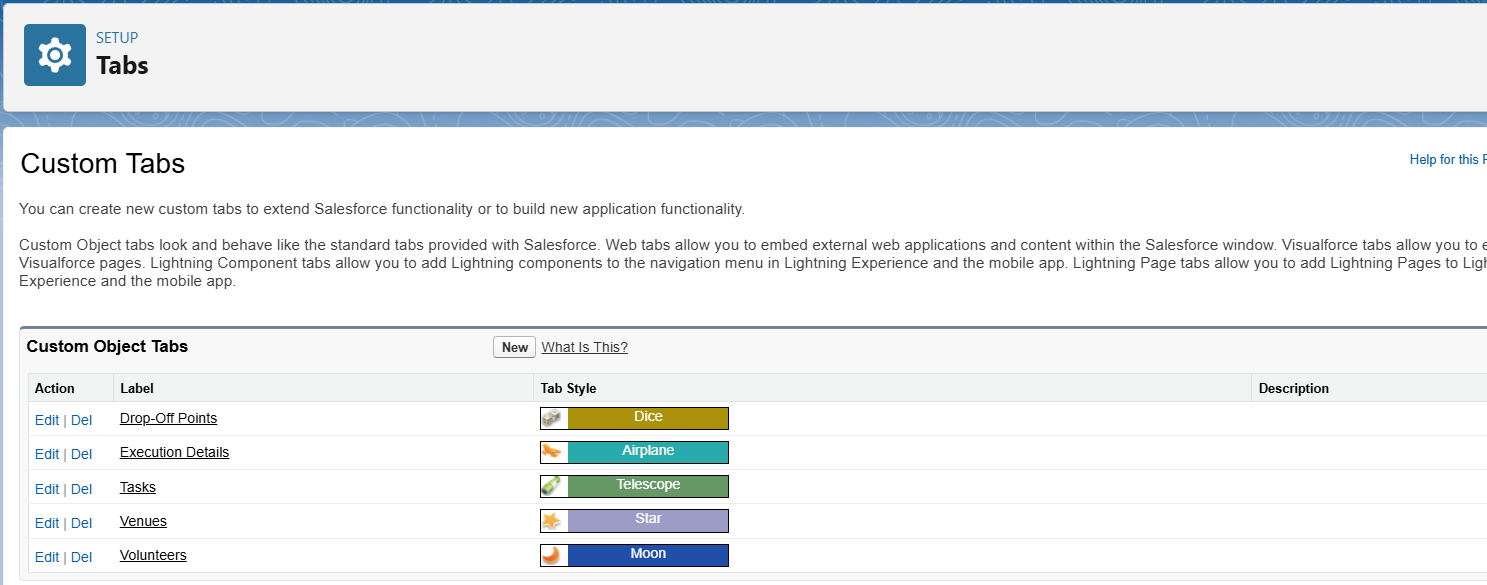 SETUP
Tabs
Custom Tabs
Help for this
You can create new custom tabs to extend Salesforce functionality or to build new application functionality.
Custom Object tabs look and behave like the standard tabs provided with Salesforce. Web tabs allow you to embed external web applications and content within the Salesforce window. Visualforce tabs allow you to
Visualforce pages. Lightning Component tabs allow you to add Lightning components to the navigation menu in Lightning Experience and the mobile app. Lightning Page tabs allow you to add Lightning Pages to
Experience and the mobile app.
Custom Object Tabs New What Is This?
Action Label Tab Style Description
Edit | Del Drop-Off Points Dice
Edit | Del Execution Details Airplane
Edit | Del Tasks Telescope
Edit | Del Venues Star
Edit | Del Volunteers Moon